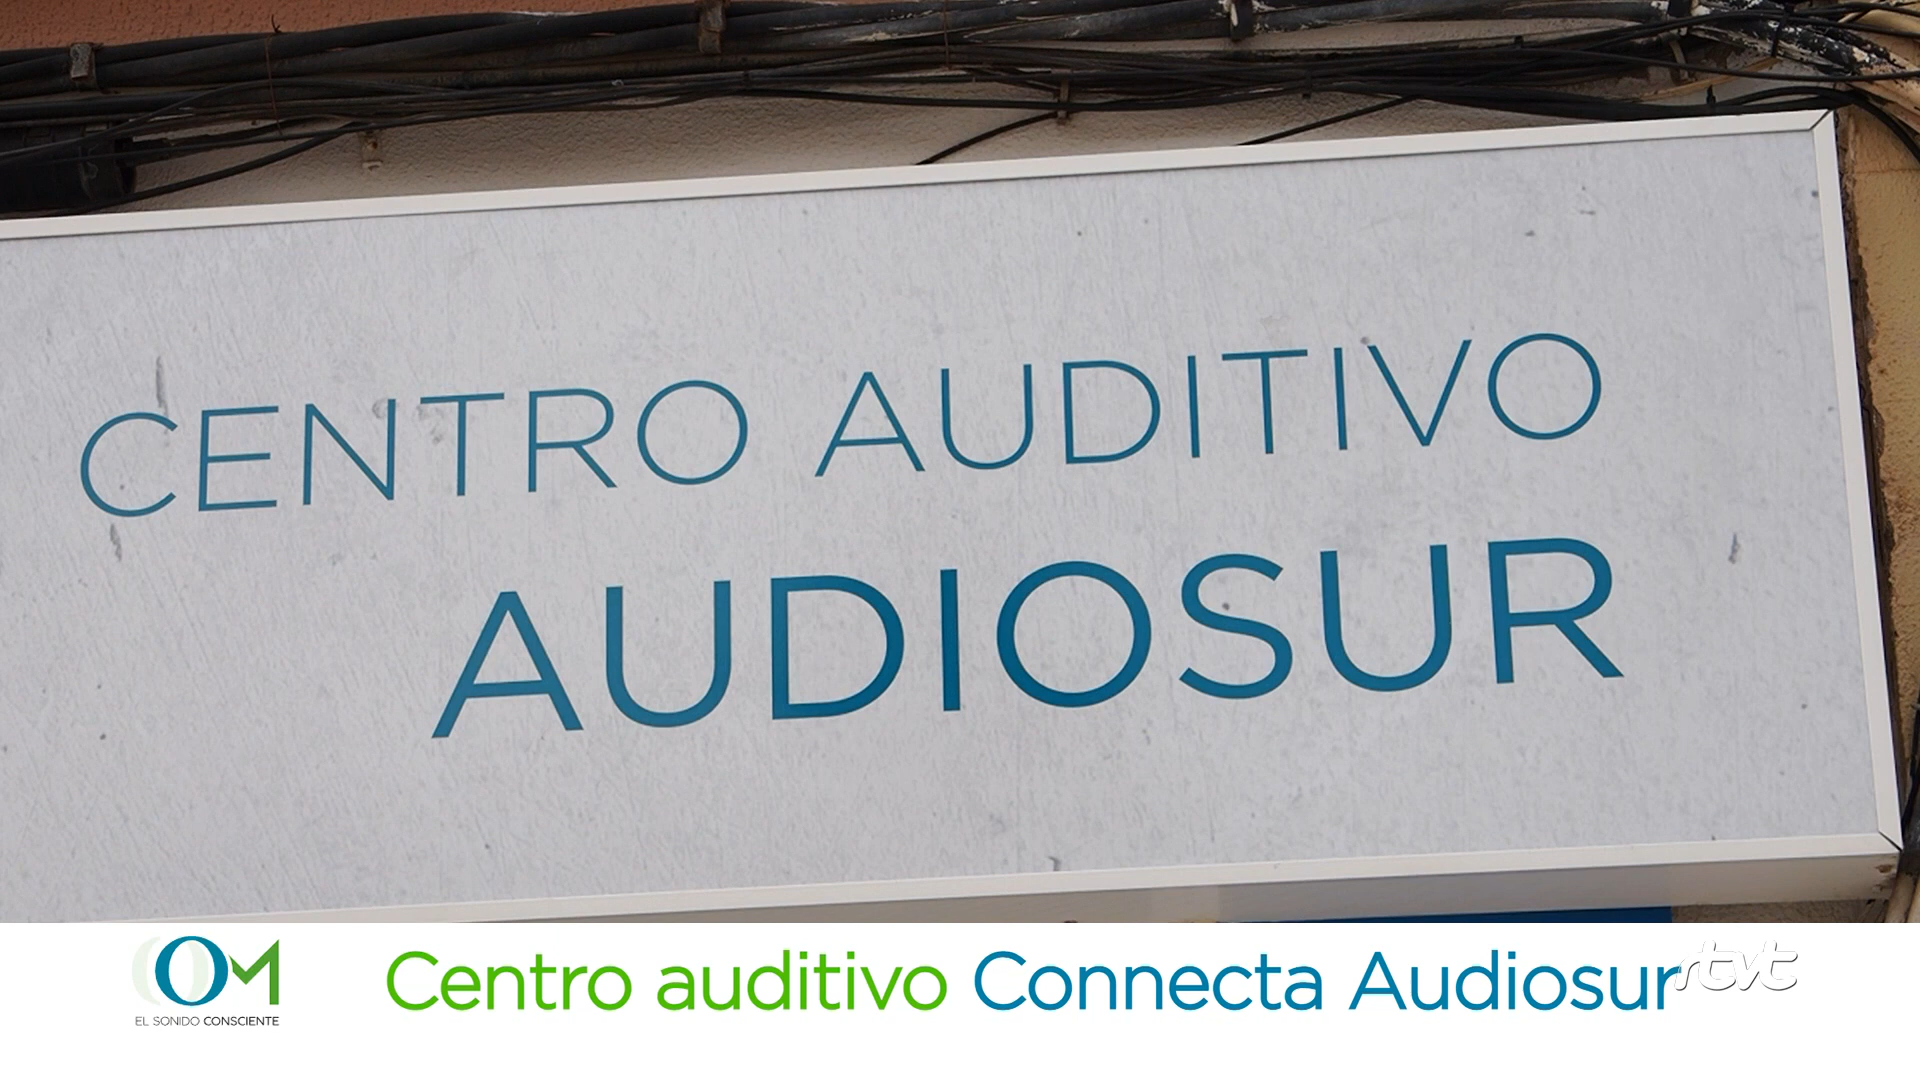 CENTRO AUDITIVO
AUDIOSUR
OM
EL SONIDO CONSCIENTE
Centro auditivo Connecta Audiosur
rtvt